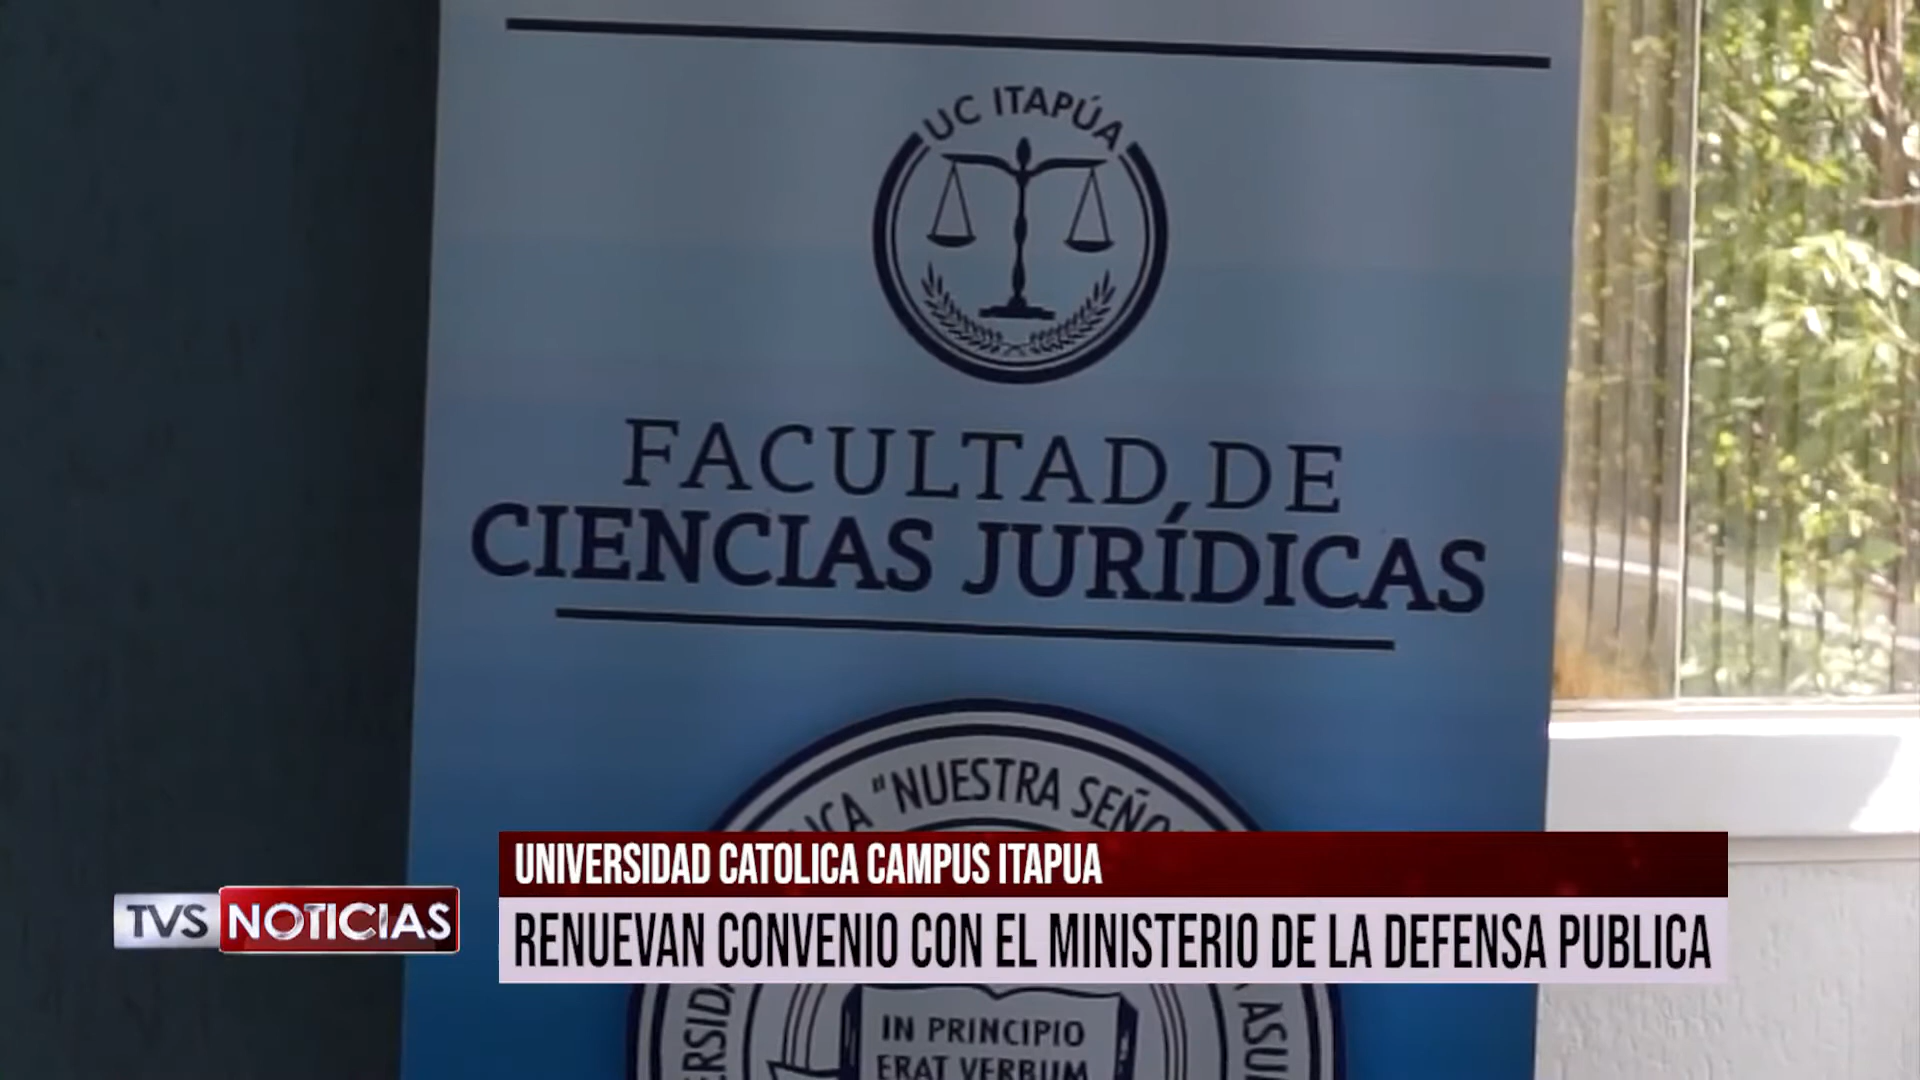 UC ITAPÚA
FACULTAD DE
CIENCIAS JURÍDICAS
"NUESTRA
UNIVERSIDAD CATOLICA CAMPUS ITAPUA
TVS NOTICIAS
RENUEVAN CONVENIO CON EL MINISTERIO DE LA DEFENSA PUBLICA
IN PRINCIPIO
ERAT VERBUM